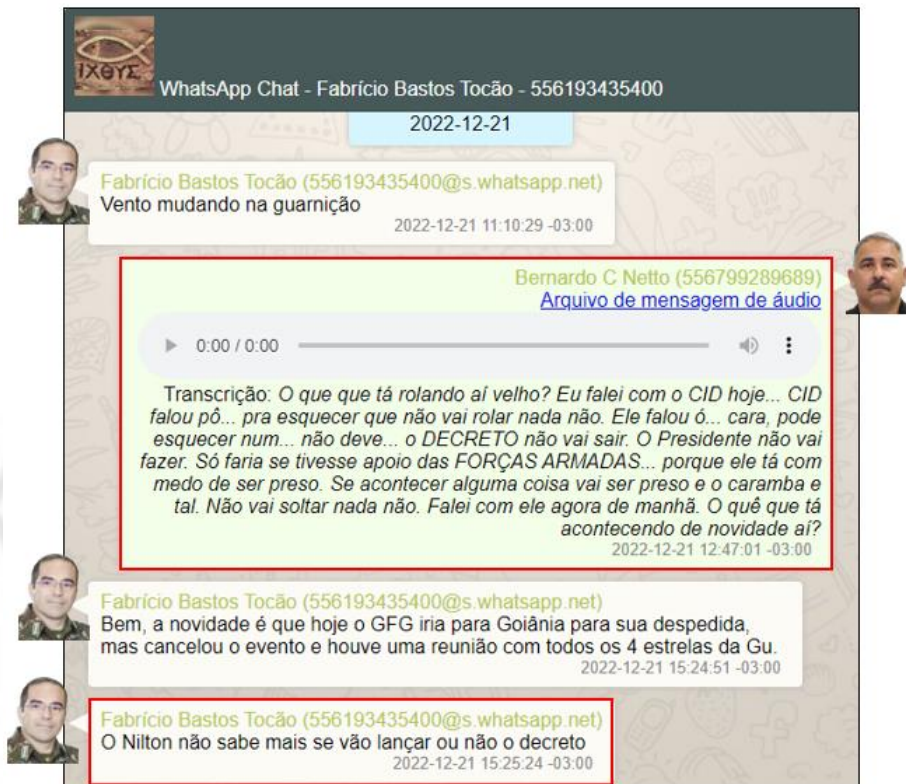 ΙΧΘΥΣ
WhatsApp Chat - Fabrício Bastos Tocão - 556193435400
2022-12-21
Fabrício Bastos Tocão (556193435400@s.whatsapp.net)
Vento mudando na guarnição
2022-12-21 11:10:29 -03:00
Bernardo C Netto (556799289689)
Arquivo de mensagem de áudio
0:00 / 0:00
Transcrição: O que que tá rolando aí velho? Eu falei com o CID hoje... CID
falou pô... pra esquecer que não vai rolar nada não. Ele falou ó... cara, pode
esquecer num... não deve... o DECRETO não vai sair. O Presidente não vai
fazer. Só faria se tivesse apoio das FORÇAS ARMADAS... porque ele tá com
medo de ser preso. Se acontecer alguma coisa vai ser preso e o caramba e
tal. Não vai soltar nada não. Falei com ele agora de manhã. O quê que tá
acontecendo de novidade aí?
2022-12-21 12:47:01 -03:00
Fabrício Bastos Tocão (556193435400@s.whatsapp.net)
Bem, a novidade é que hoje o GFG iria para Goiânia para sua despedida,
mas cancelou o evento e houve uma reunião com todos os 4 estrelas da Gu.
2022-12-21 15:24:51 -03:00
Fabrício Bastos Tocão (556193435400@s.whatsapp.net)
O Nilton não sabe mais se vão lançar ou não o decreto
2022-12-21 15:25:24 -03:00